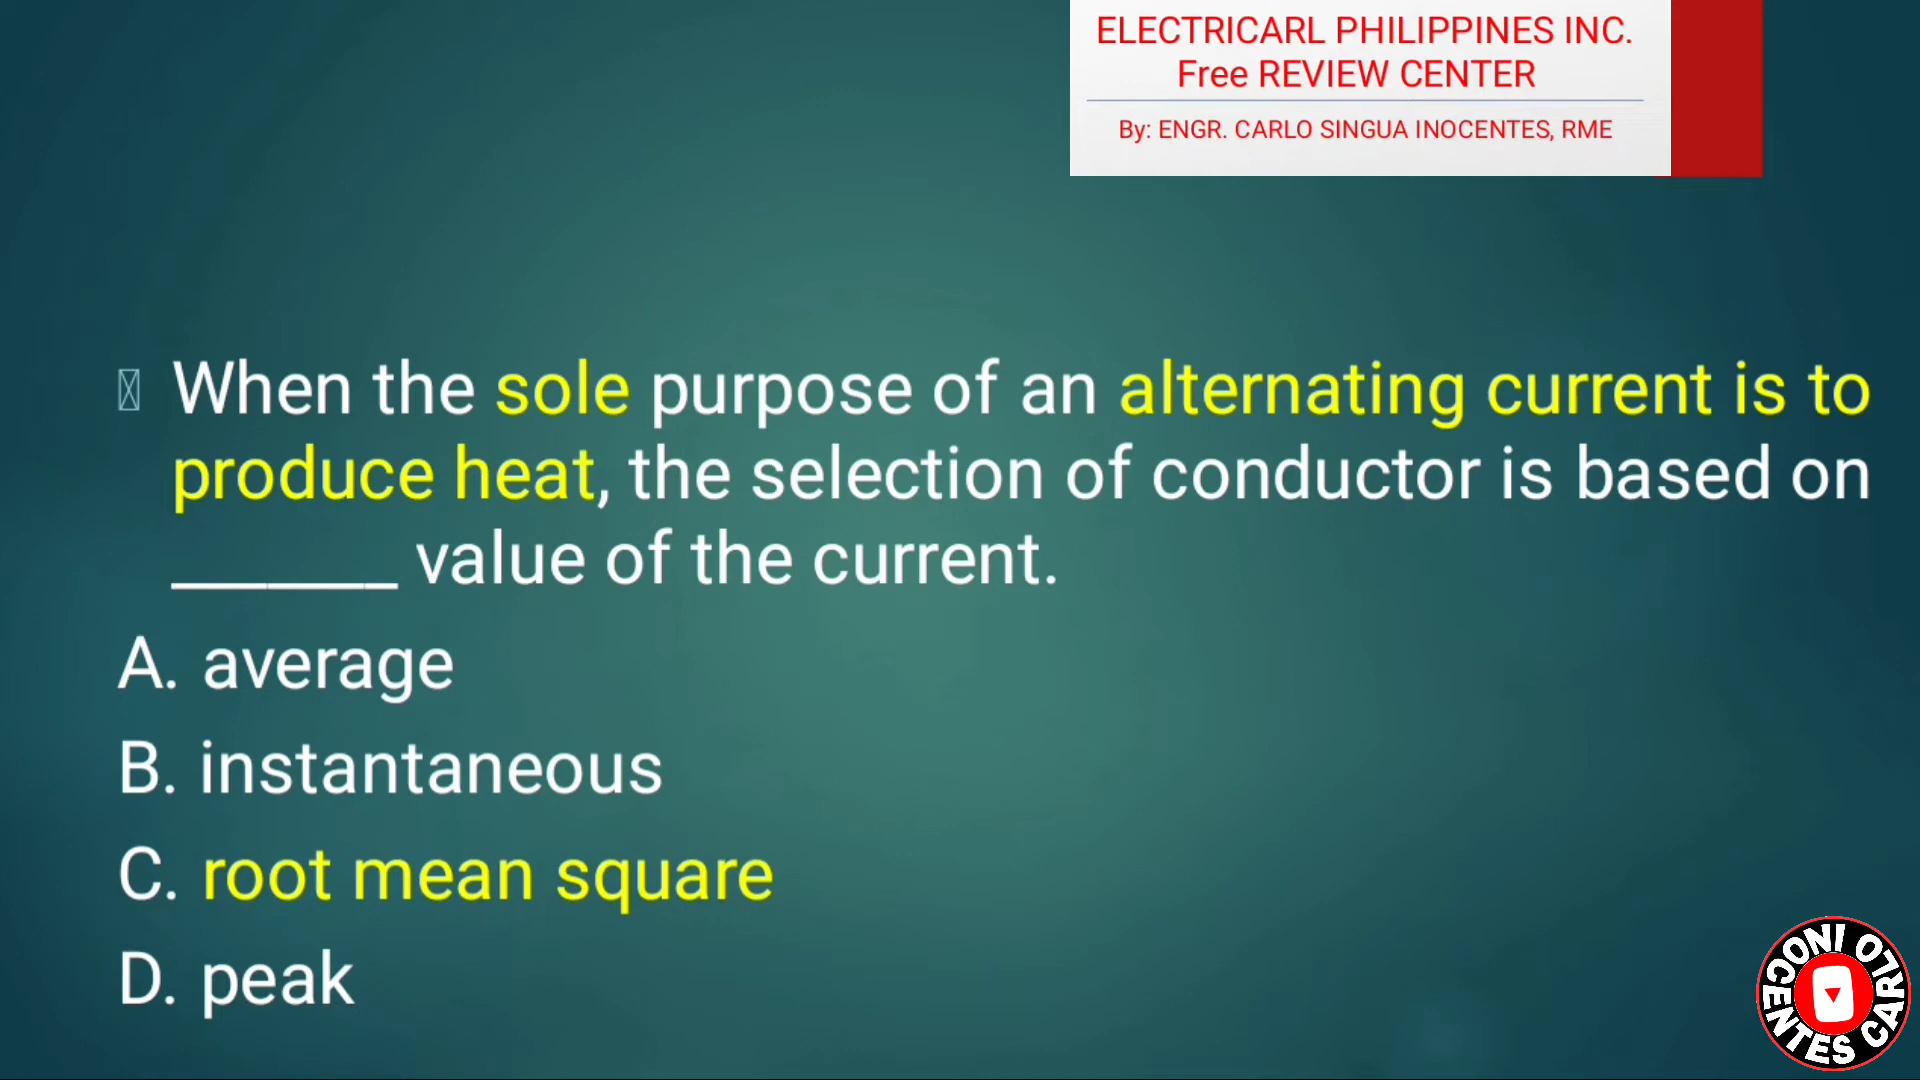 ELECTRICARL PHILIPPINES INC.
Free REVIEW CENTER
By: ENGR. CARLO SINGUA INOCENTES, RME
When the sole purpose of an alternating current is to
produce heat, the selection of conductor is based on
_______ value of the current.
A. average
B. instantaneous
C. root mean square
D. peak
CARLO INOCENTES